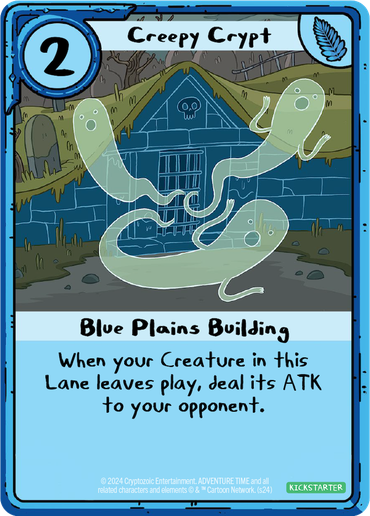 2
Creepy Crypt
Blue Plains Building
When your Creature in this
Lane leaves play, deal its ATK
to your opponent.
© 2024 Cryptozoic Entertainment. ADVENTURE TIME and all
related characters and elements © & ™ Cartoon Network. (s24)
KICKSTARTER